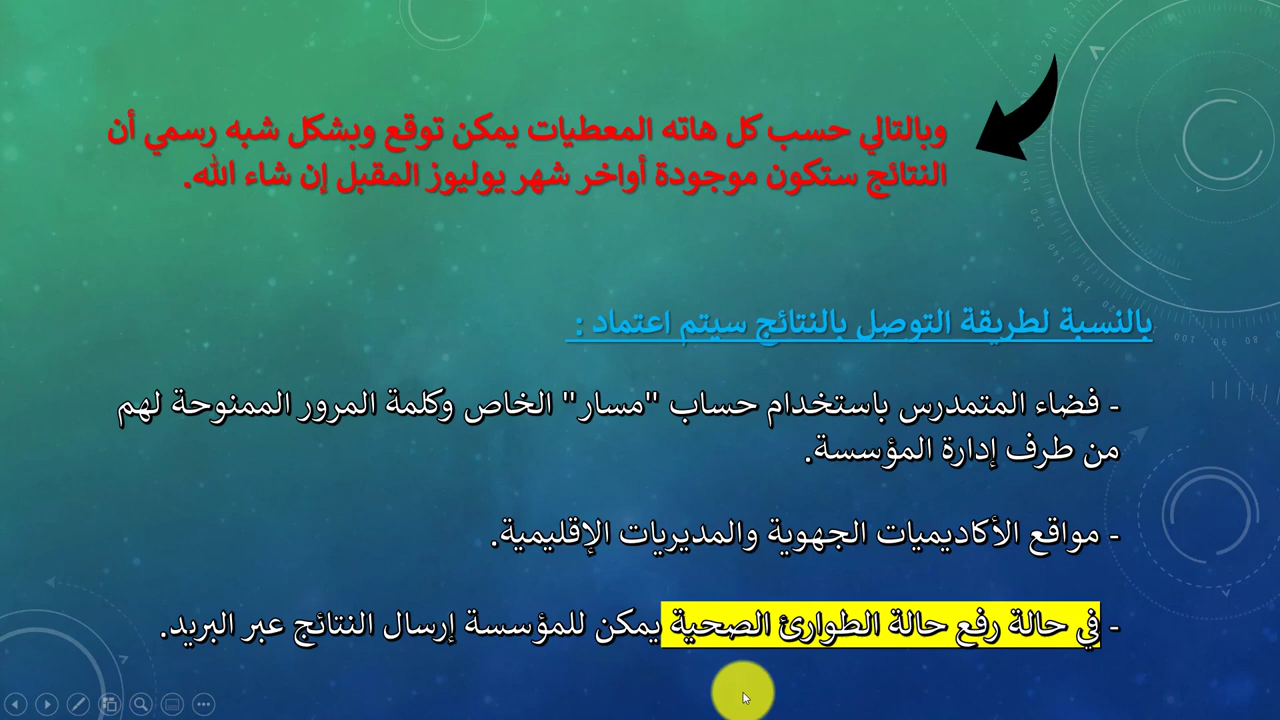 وبالتالي حسب كل هاته المعطيات يمكن توقع وبشكل شبه رسمي أن
النتائج ستكون موجودة أواخر شهر يوليوز المقبل إن شاء الله.
بالنسبة لطريقة التوصل بالنتائج سيتم اعتماد :
- فضاء المتمدرس باستخدام حساب "مسار" الخاص وكلمة المرور الممنوحة لهم
من طرف إدارة المؤسسة.
- مواقع الأكاديميات الجهوية والمديريات الإقليمية.
- في حالة رفع حالة الطوارئ الصحية يمكن للمؤسسة إرسال النتائج عبر البريد.